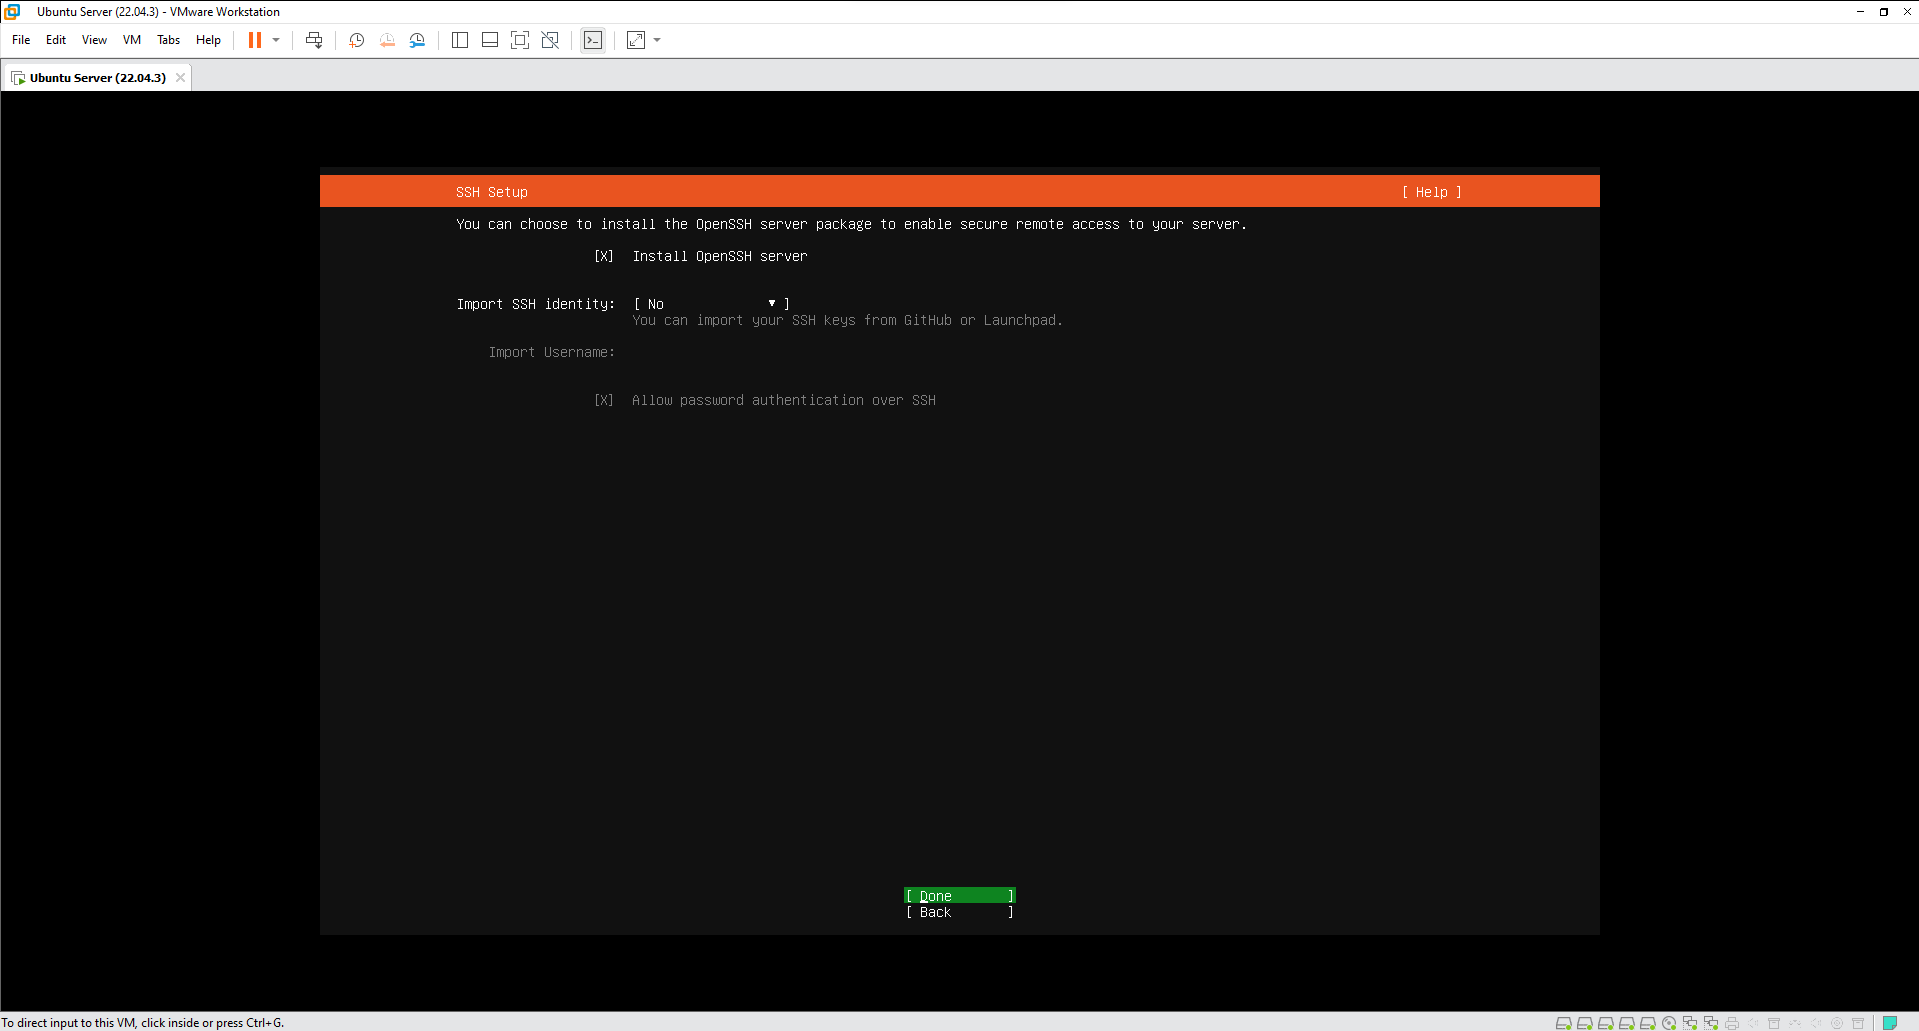 Ubuntu Server (22.04.3) - VMware Workstation
File Edit View VM Tabs Help
Ubuntu Server (22.04.3)
SSH Setup [ Help ]
You can choose to install the OpenSSH server package to enable secure remote access to your server.
[X] Install OpenSSH server
Import SSH identity: [ No ▼ ]
You can import your SSH keys from GitHub or Launchpad.
Import Username:
[X] Allow password authentication over SSH
[ Done ]
[ Back ]
To direct input to this VM, click inside or press Ctrl+G.